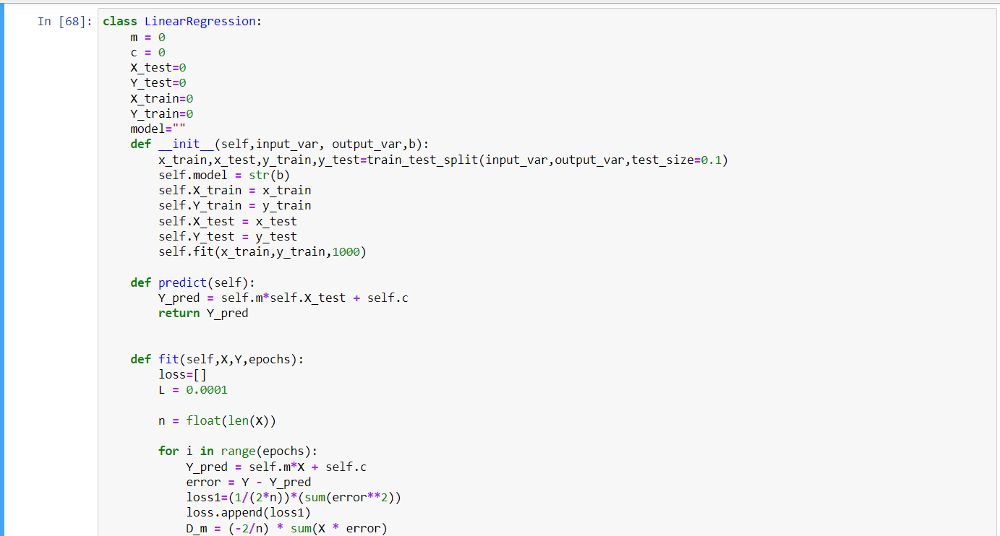 In [68]: class LinearRegression:
    m = 0
    c = 0
    X_test=0
    Y_test=0
    X_train=0
    Y_train=0
    model=""
    def __init__(self,input_var, output_var,b):
        x_train,x_test,y_train,y_test=train_test_split(input_var,output_var,test_size=0.1)
        self.model = str(b)
        self.X_train = x_train
        self.Y_train = y_train
        self.X_test = x_test
        self.Y_test = y_test
        self.fit(x_train,y_train,1000)
    def predict(self):
        Y_pred = self.m*self.X_test + self.c
        return Y_pred
    def fit(self,X,Y,epochs):
        loss=[]
        L = 0.0001
        n = float(len(X))
        for i in range(epochs):
            Y_pred = self.m*X + self.c
            error = Y - Y_pred
            loss1=(1/(2*n))*(sum(error**2))
            loss.append(loss1)
            D_m = (-2/n) * sum(X * error)